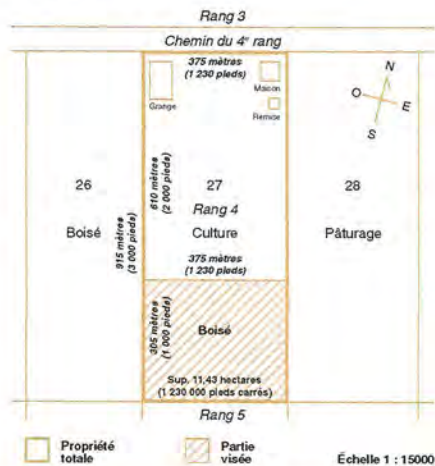 Rang 3
Chemin du 4e rang
375 mètres
(1 230 pieds)
Grange
Maison
Remise
N
O
E
S
26
Boisé
27
Rang 4
Culture
28
Pâturage
610 mètres
(2 000 pieds)
915 mètres
(3 000 pieds)
375 mètres
(1 230 pieds)
305 mètres
(1 000 pieds)
Boisé
Sup. 11,43 hectares
(1 230 000 pieds carrés)
Rang 5
Propriété
totale
Partie
visée
Échelle 1 : 15000